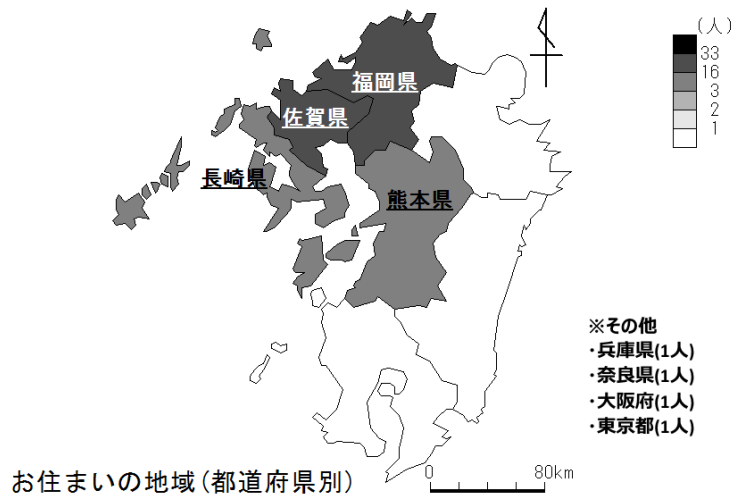 (人)
33
16
3
2
1
福岡県
佐賀県
長崎県
熊本県
※その他
・兵庫県(1人)
・奈良県(1人)
・大阪府(1人)
・東京都(1人)
お住まいの地域(都道府県別)
0 80km